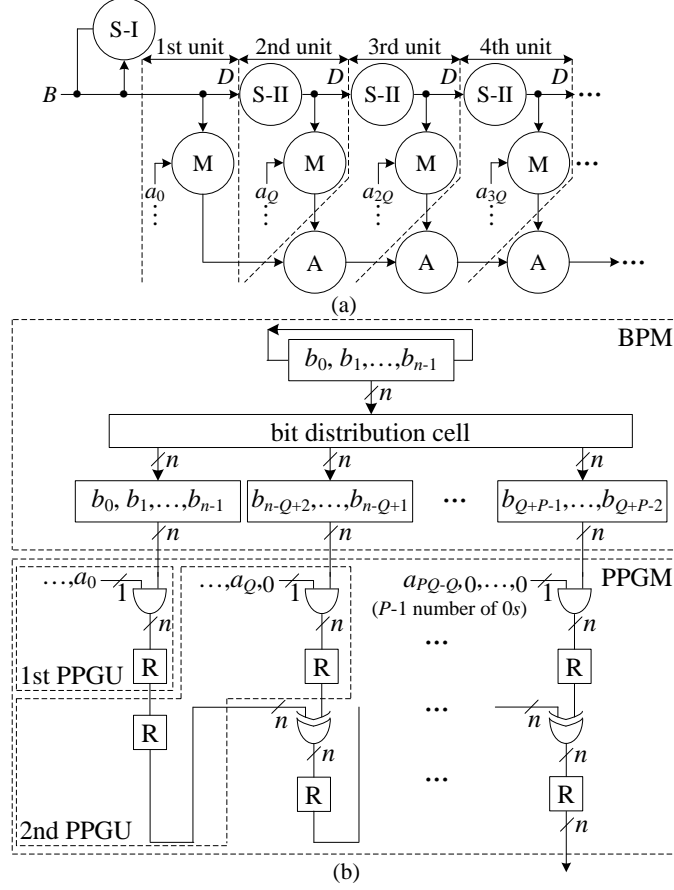 S-I
1st unit 2nd unit 3rd unit 4th unit
B D S-II D S-II D S-II D ...
M M M M ...
a0 aQ a2Q a3Q
... ... ... ...
A A A ...
(a)
BPM
b0, b1,...,bn-1
n
bit distribution cell
n n n
b0, b1,...,bn-1 bn-Q+2,...,bn-Q+1 ... bQ+P-1,...,bQ+P-2
n n n
PPGM
...,a0 1 ...,aQ,0 1 aPQ-Q,0,...,0 1
(P-1 number of 0s)
n n ... n
1st PPGU R R R
R n ... n
n ... n
2nd PPGU R R
n
(b)